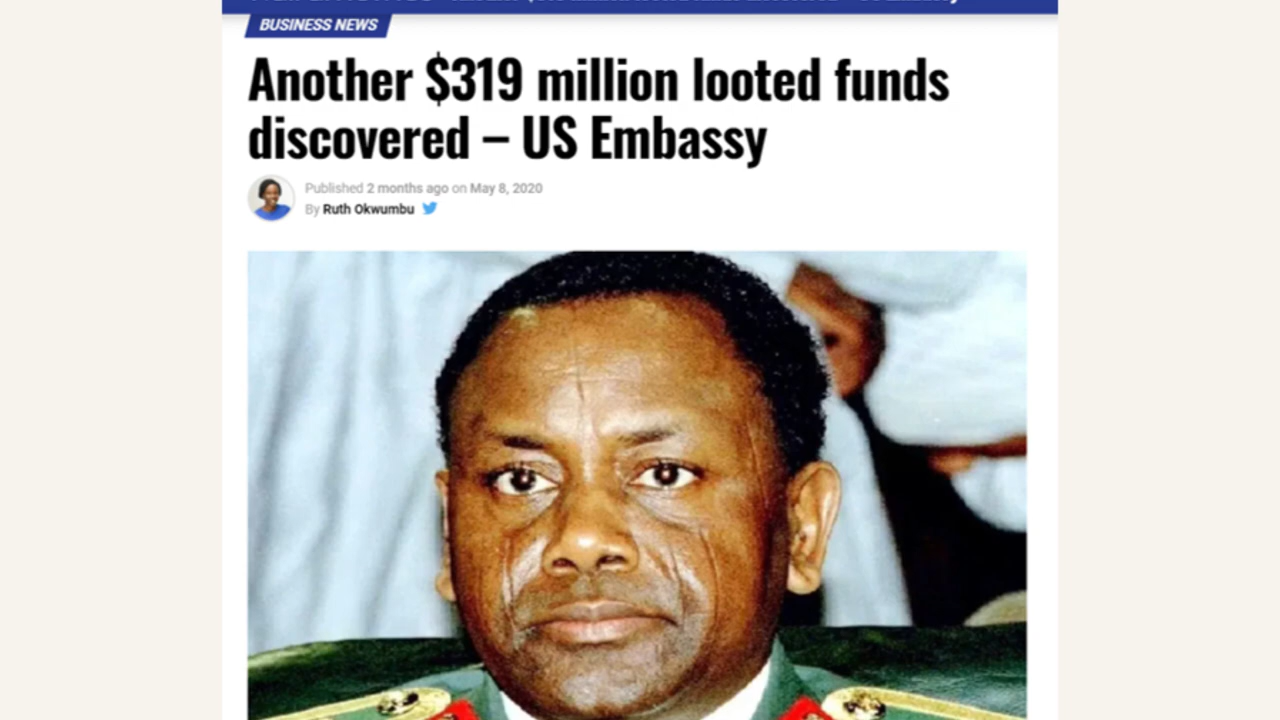 BUSINESS NEWS
Another $319 million looted funds
discovered – US Embassy
Published 2 months ago on May 8, 2020
By Ruth Okwumbu